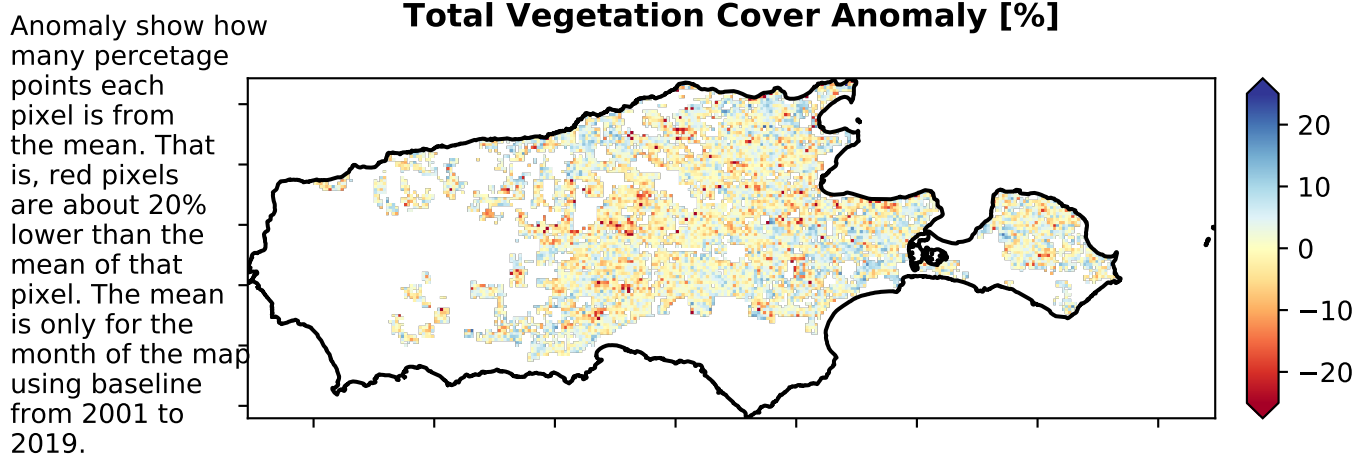 Total Vegetation Cover Anomaly [%]
Anomaly show how
many percetage
points each
pixel is from
the mean. That
is, red pixels
are about 20%
lower than the
mean of that
pixel. The mean
is only for the
month of the map
using baseline
from 2001 to
2019.
20
10
0
−10
−20